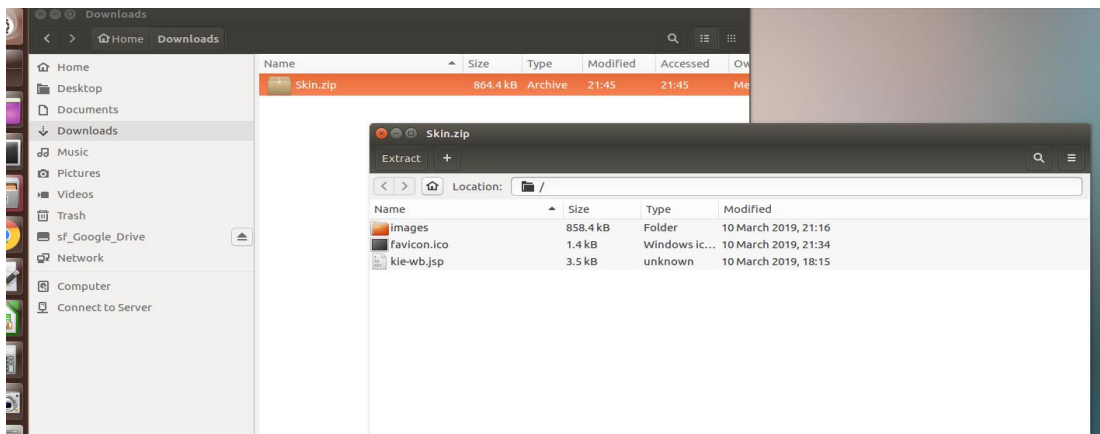 Downloads
Home Downloads
Name Size Type Modified Accessed Ow
Skin.zip 864.4 kB Archive 21:45 21:45 Me
Home
Desktop
Documents
Downloads
Music
Pictures
Videos
Trash
sf_Google_Drive
Network
Computer
Connect to Server
Skin.zip
Extract +
Location: /
Name Size Type Modified
images 858.4 kB Folder 10 March 2019, 21:16
favicon.ico 1.4 kB Windows ic... 10 March 2019, 21:34
kie-wb.jsp 3.5 kB unknown 10 March 2019, 18:15